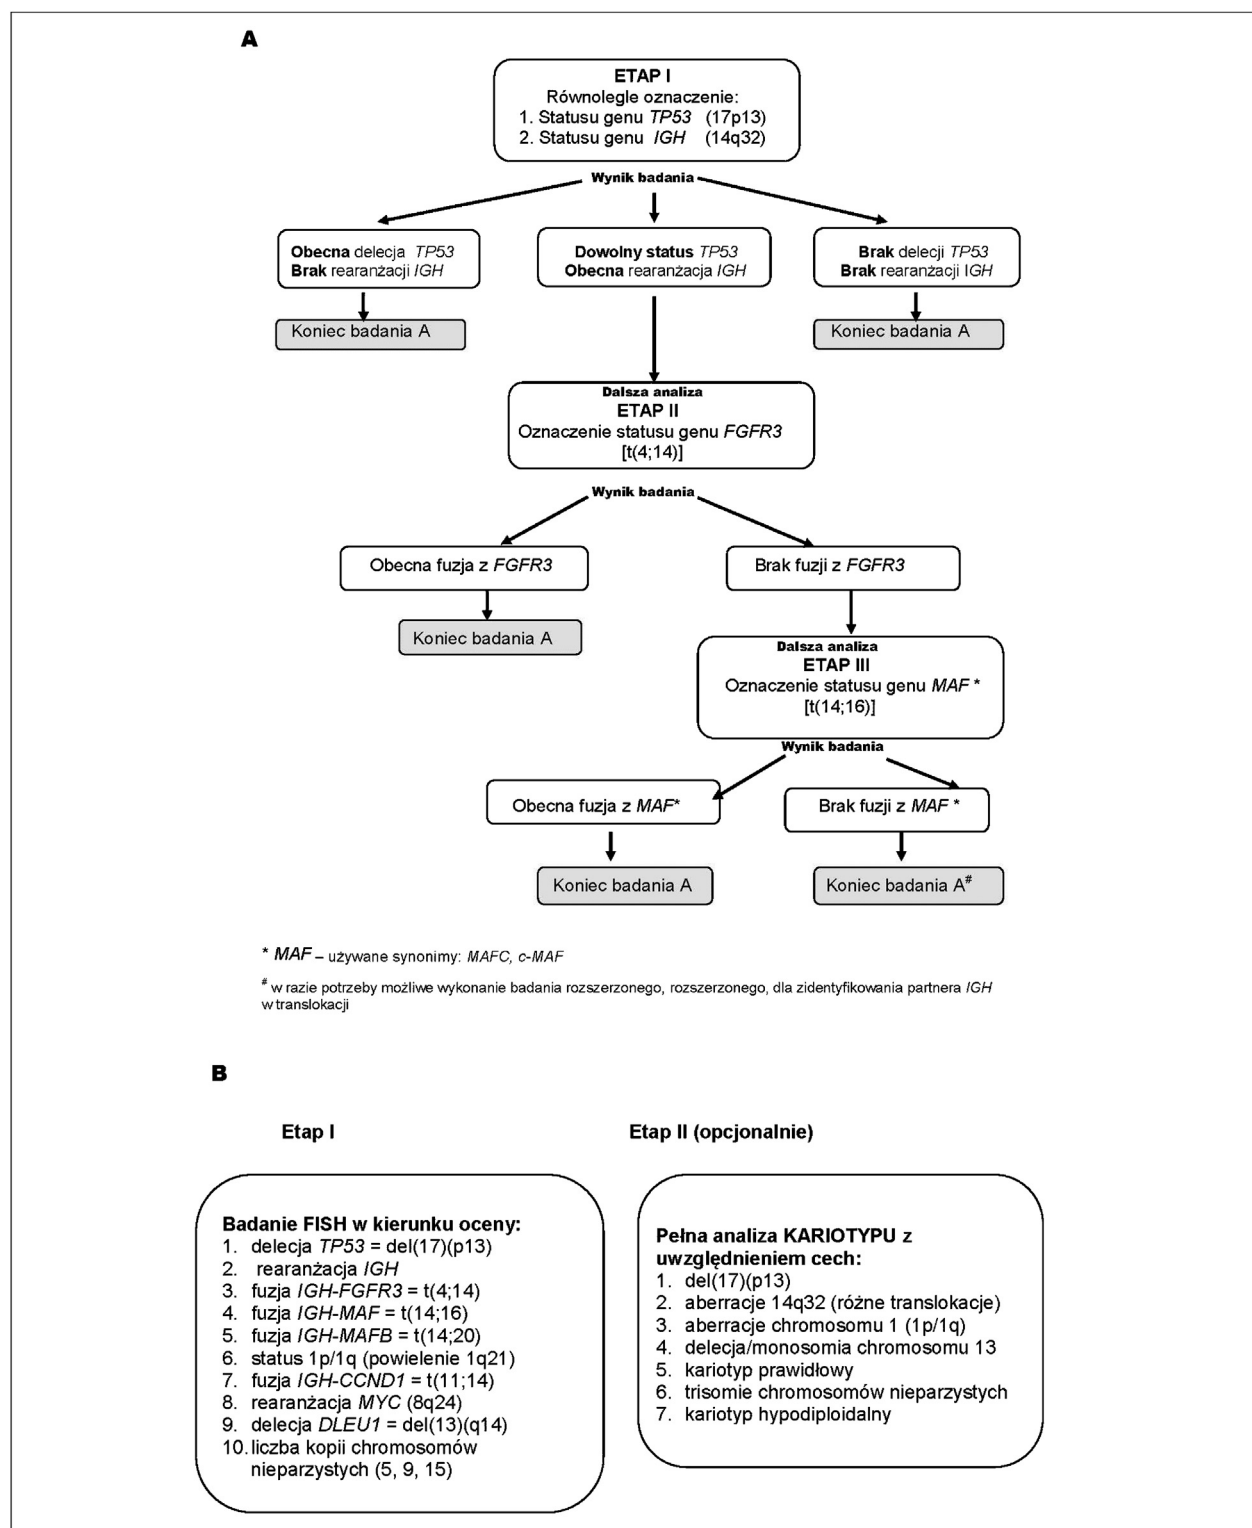 A
ETAP I
Równolegle oznaczenie:
1. Statusu genu TP53 (17p13)
2. Statusu genu IGH (14q32)
Wynik badania
Obecna delecja TP53
Brak rearanżacji IGH
Dowolny status TP53
Obecna rearanżacja IGH
Brak delecji TP53
Brak rearanżacji IGH
Koniec badania A
Koniec badania A
Dalsza analiza
ETAP II
Oznaczenie statusu genu FGFR3
[t(4;14)]
Wynik badania
Obecna fuzja z FGFR3
Brak fuzji z FGFR3
Koniec badania A
Dalsza analiza
ETAP III
Oznaczenie statusu genu MAF *
[t(14;16)]
Wynik badania
Obecna fuzja z MAF*
Brak fuzji z MAF *
Koniec badania A
Koniec badania A#
* MAF – używane synonimy: MAFC, c-MAF
# w razie potrzeby możliwe wykonanie badania rozszerzonego, rozszerzonego, dla zidentyfikowania partnera IGH
w translokacji
B
Etap I
Etap II (opcjonalnie)
Badanie FISH w kierunku oceny:
1. delecja TP53 = del(17)(p13)
2. rearanżacja IGH
3. fuzja IGH-FGFR3 = t(4;14)
4. fuzja IGH-MAF = t(14;16)
5. fuzja IGH-MAFB = t(14;20)
6. status 1p/1q (powielenie 1q21)
7. fuzja IGH-CCND1 = t(11;14)
8. rearanżacja MYC (8q24)
9. delecja DLEU1 = del(13)(q14)
10. liczba kopii chromosomów
nieparzystych (5, 9, 15)
Pełna analiza KARIOTYPU z
uwzględnieniem cech:
1. del(17)(p13)
2. aberracje 14q32 (różne translokacje)
3. aberracje chromosomu 1 (1p/1q)
4. delecja/monosomia chromosomu 13
5. kariotyp prawidłowy
6. trisomie chromosomów nieparzystych
7. kariotyp hypodiploidalny